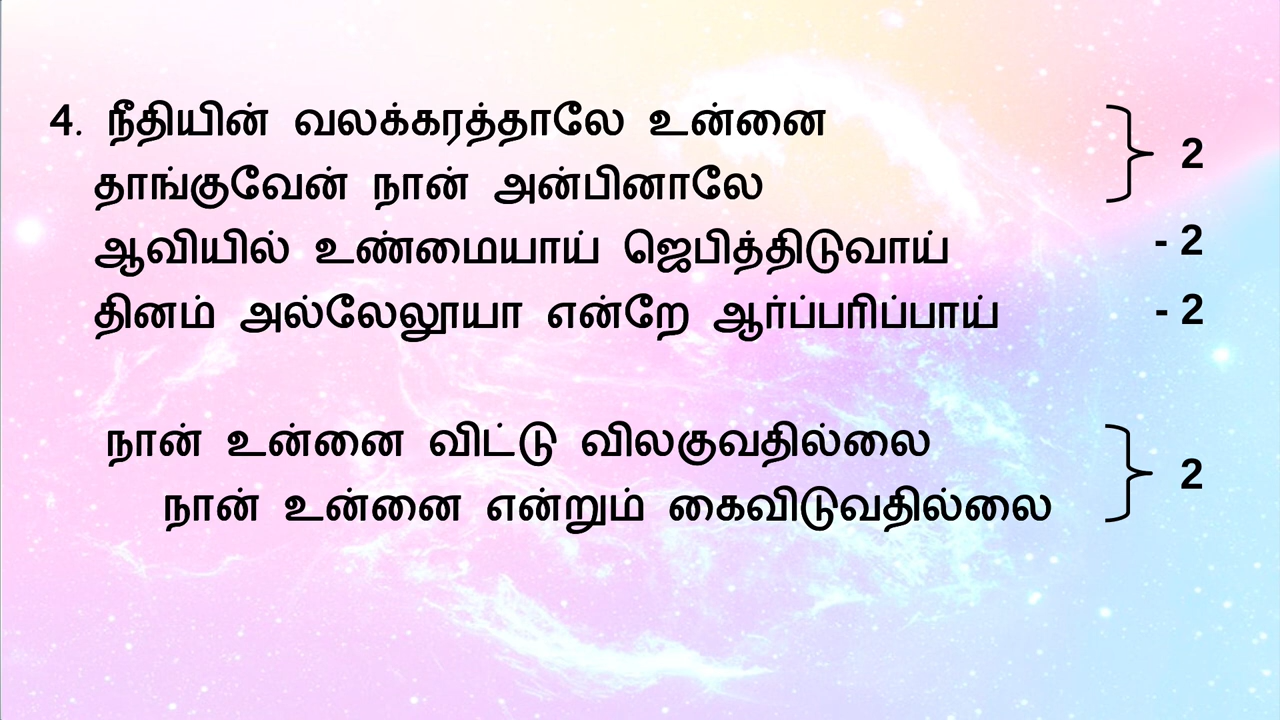 4. நீதியின் வலக்கரத்தாலே உன்னை
தாங்குவேன் நான் அன்பினாலே } 2
ஆவியில் உண்மையாய் ஜெபித்திடுவாய் - 2
தினம் அல்லேலூயா என்றே ஆர்ப்பரிப்பாய் - 2
நான் உன்னை விட்டு விலகுவதில்லை
நான் உன்னை என்றும் கைவிடுவதில்லை } 2